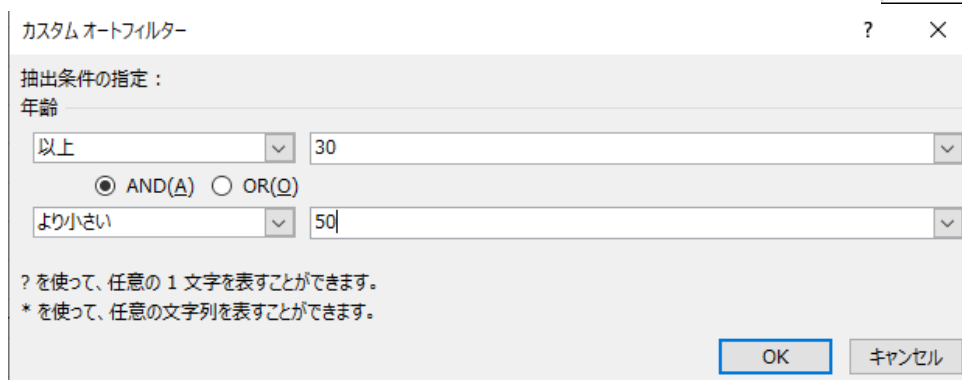 カスタム オートフィルター ?
抽出条件の指定：
年齢
以上 30
AND(A) OR(O)
より小さい 50
? を使って、任意の 1 文字を表すことができます。
* を使って、任意の文字列を表すことができます。
OK キャンセル